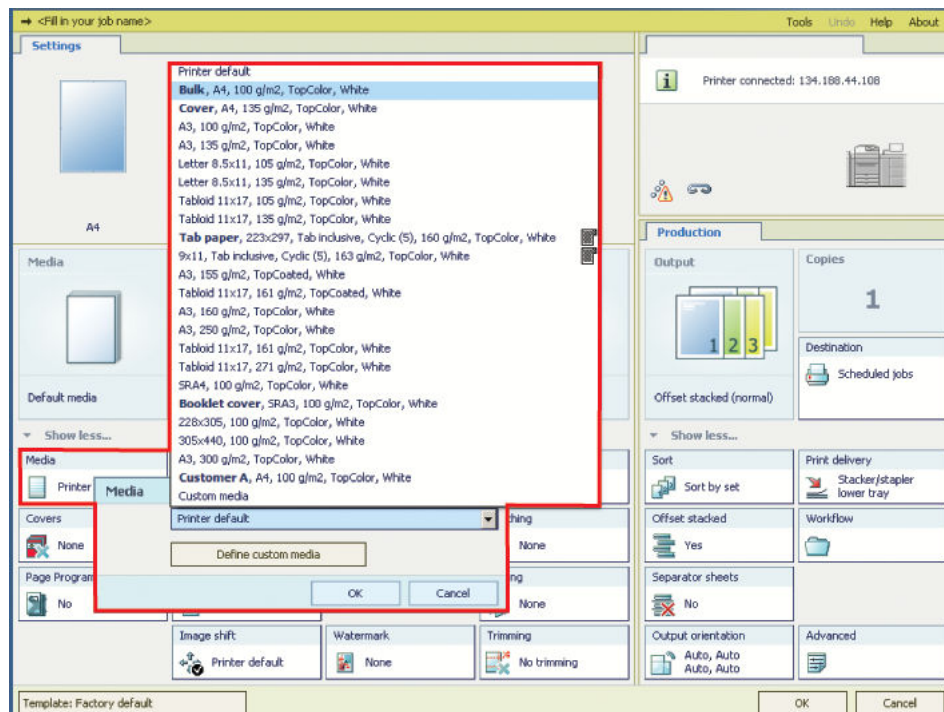 ➞ <Fill in your job name>
Tools Undo Help About
Settings
A4
Printer default
Bulk, A4, 100 g/m2, TopColor, White
Cover, A4, 135 g/m2, TopColor, White
A3, 100 g/m2, TopColor, White
A3, 135 g/m2, TopColor, White
Letter 8.5x11, 105 g/m2, TopColor, White
Letter 8.5x11, 135 g/m2, TopColor, White
Tabloid 11x17, 105 g/m2, TopColor, White
Tabloid 11x17, 135 g/m2, TopColor, White
Tab paper, 223x297, Tab inclusive, Cyclic (5), 160 g/m2, TopColor, White
9x11, Tab inclusive, Cyclic (5), 163 g/m2, TopColor, White
A3, 155 g/m2, TopCoated, White
Tabloid 11x17, 161 g/m2, TopCoated, White
A3, 160 g/m2, TopColor, White
A3, 250 g/m2, TopColor, White
Tabloid 11x17, 161 g/m2, TopColor, White
Tabloid 11x17, 271 g/m2, TopColor, White
SRA4, 100 g/m2, TopColor, White
Booklet cover, SRA3, 100 g/m2, TopColor, White
228x305, 100 g/m2, TopColor, White
305x440, 100 g/m2, TopColor, White
A3, 300 g/m2, TopColor, White
Customer A, A4, 100 g/m2, TopColor, White
Custom media
Media
Default media
Show less...
Media
Printer
Media
Printer default
Define custom media
OK Cancel
Covers
None
Page Program
No
None
None
Image shift
Printer default
Watermark
None
Trimming
No trimming
Printer connected: 134.188.44.108
Production
Output
1 2 3
Offset stacked (normal)
Copies
1
Destination
Scheduled jobs
Show less...
Sort
Sort by set
Print delivery
Stacker/stapler
lower tray
Offset stacked
Yes
Workflow
Separator sheets
No
Output orientation
Auto, Auto
Auto, Auto
Advanced
Template: Factory default
OK Cancel